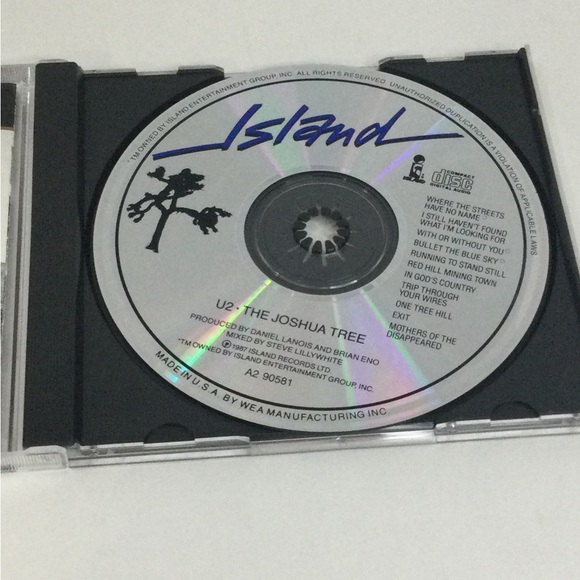 TM OWNED BY ISLAND ENTERTAINMENT GROUP, INC. ALL RIGHTS RESERVED. UNAUTHORIZED DUPLICATION IS A VIOLATION OF APPLICABLE LAWS
Island
COMPACT
disc
DIGITAL AUDIO
WHERE THE STREETS
HAVE NO NAME
I STILL HAVEN'T FOUND
WHAT I'M LOOKING FOR
WITH OR WITHOUT YOU
BULLET THE BLUE SKY
RUNNING TO STAND STILL
RED HILL MINING TOWN
IN GOD'S COUNTRY
TRIP THROUGH
YOUR WIRES
ONE TREE HILL
EXIT
MOTHERS OF THE
DISAPPEARED
U2 · THE JOSHUA TREE
PRODUCED BY DANIEL LANOIS AND BRIAN ENO
MIXED BY STEVE LILLYWHITE
℗1987 ISLAND RECORDS LTD.
TM OWNED BY ISLAND ENTERTAINMENT GROUP, INC.
A2 90581
MADE IN U.S.A. BY WEA MANUFACTURING INC.